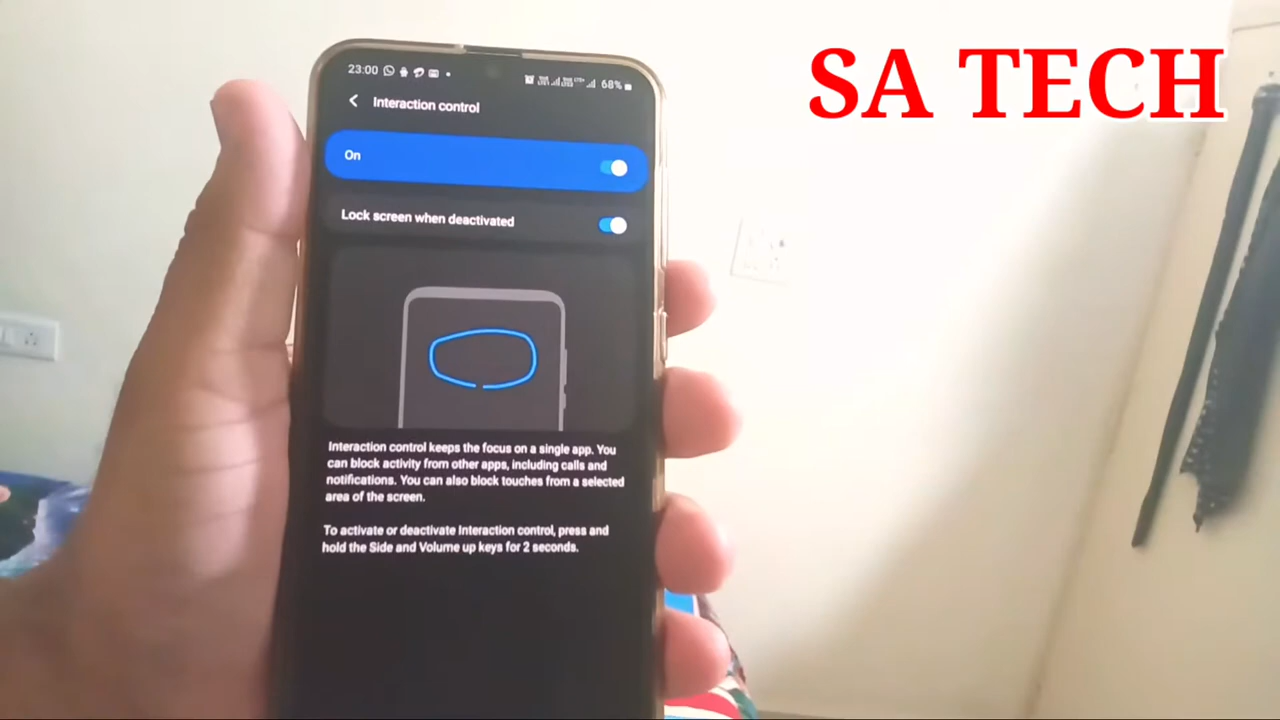 SA TECH
23:00 68%
Interaction control
On
Lock screen when deactivated
Interaction control keeps the focus on a single app. You
can block activity from other apps, including calls and
notifications. You can also block touches from a selected
area of the screen.
To activate or deactivate Interaction control, press and
hold the Side and Volume up keys for 2 seconds.